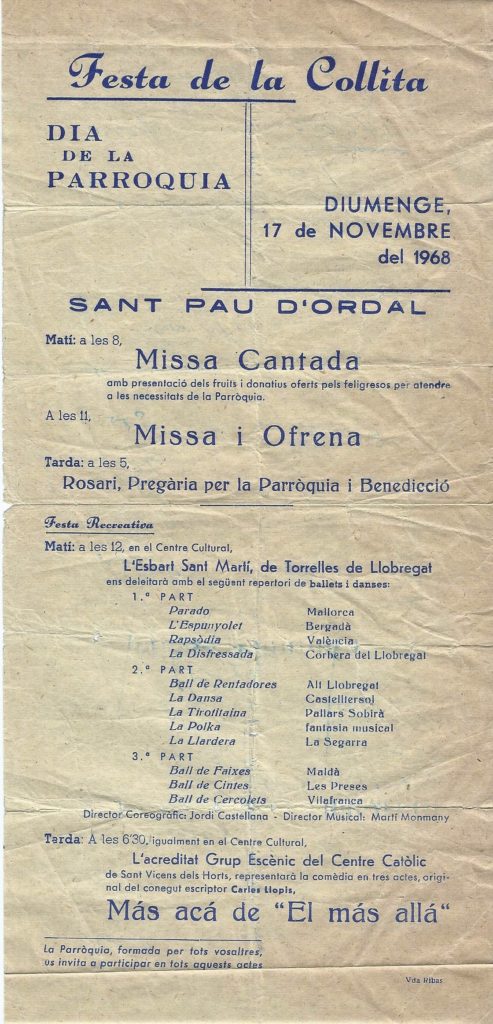 Festa de la Collita
DIA
DE LA
PARROQUIA
DIUMENGE,
17 de NOVEMBRE
del 1968
SANT PAU D'ORDAL
Matí: a les 8,
Missa Cantada
amb presentació dels fruits i donatius oferts pels feligresos per atendre
a les necessitats de la Parròquia.
A les 11,
Missa i Ofrena
Tarda: a les 5,
Rosari, Pregària per la Parròquia i Benedicció
Festa Recreativa
Matí: a les 12, en el Centre Cultural,
L'Esbart Sant Martí, de Torrelles de Llobregat
ens deleitarà amb el següent repertori de ballets i danses:
1.ª PART
Parado Mallorca
L'Espunyolet Bergadà
Rapsòdia València
La Disfressada Corbera del Llobregat
2.ª PART
Ball de Rentadores Alt Llobregat
La Dansa Castelltersol
La Tirotitaina Pallars Sobirà
La Polka fantasia musical
La Llardera La Segarra
3.ª PART
Ball de Faixes Maldà
Ball de Cintes Les Preses
Ball de Cercolets Vilafranca
Director Coreogràfic: Jordi Castellana - Director Musical: Martí Monmany
Tarda: A les 6'30, igualment en el Centre Cultural,
L'acreditat Grup Escènic del Centre Catòlic
de Sant Vicens dels Horts, representarà la comèdia en tres actes, origi-
nal del conegut escriptor Carles Llopis,
Más acá de "El más allá"
La Parròquia, formada per tots vosaltres,
us invita a participar en tots aquests actes
Vda Ribas